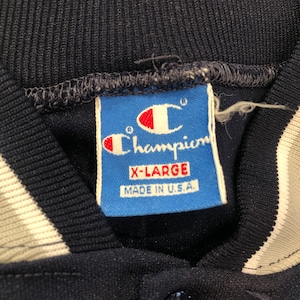 Champion
X-LARGE
MADE IN U.S.A.